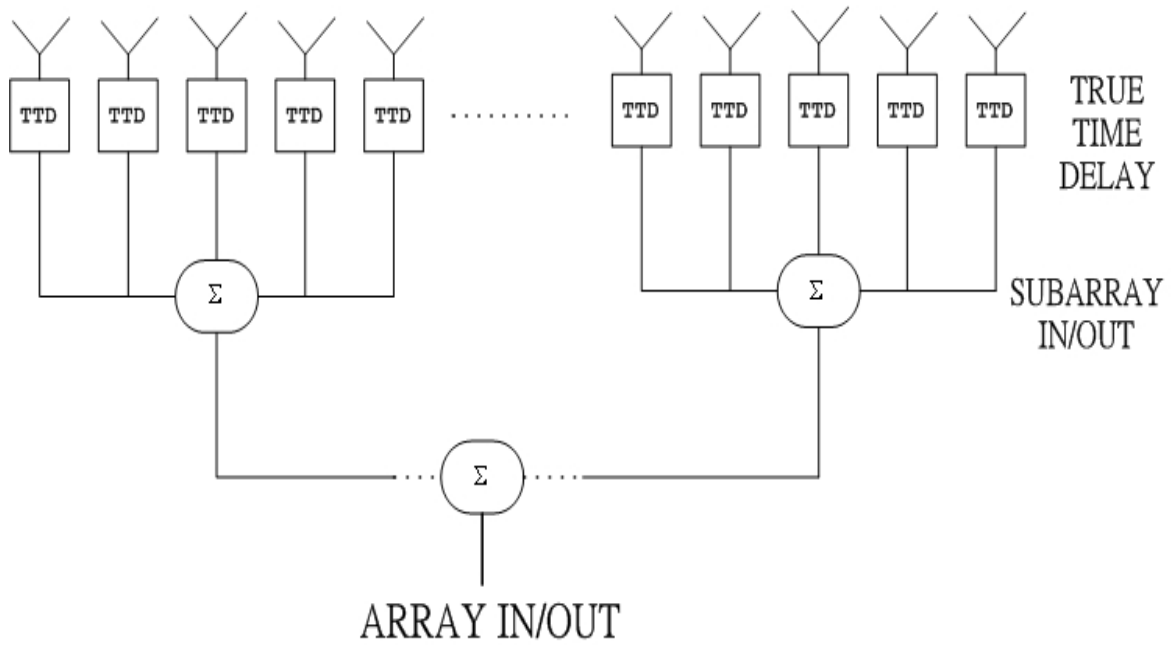 TTD TTD TTD TTD TTD TTD TTD TTD TTD TTD
TRUE
TIME
DELAY
Σ Σ
SUBARRAY
IN/OUT
Σ
ARRAY IN/OUT